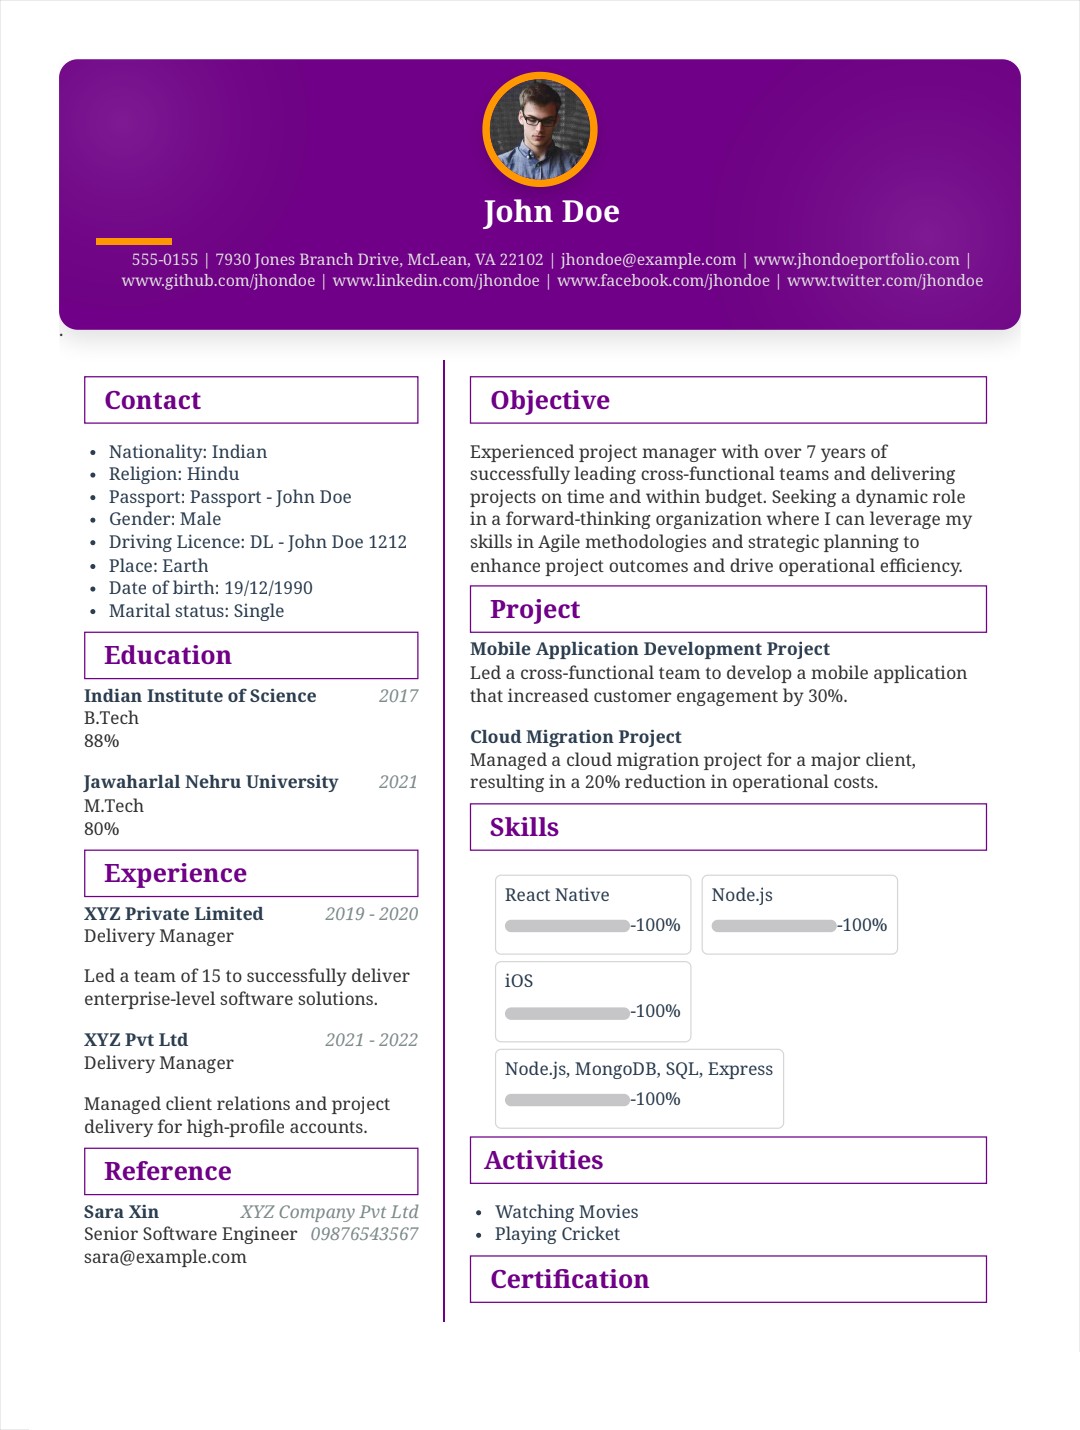 John Doe
555-0155 | 7930 Jones Branch Drive, McLean, VA 22102 | jhondoe@example.com | www.jhondoeportfolio.com |
www.github.com/jhondoe | www.linkedin.com/jhondoe | www.facebook.com/jhondoe | www.twitter.com/jhondoe
.
Contact
• Nationality: Indian
• Religion: Hindu
• Passport: Passport - John Doe
• Gender: Male
• Driving Licence: DL - John Doe 1212
• Place: Earth
• Date of birth: 19/12/1990
• Marital status: Single
Education
Indian Institute of Science 2017
B.Tech
88%
Jawaharlal Nehru University 2021
M.Tech
80%
Experience
XYZ Private Limited 2019 - 2020
Delivery Manager
Led a team of 15 to successfully deliver
enterprise-level software solutions.
XYZ Pvt Ltd 2021 - 2022
Delivery Manager
Managed client relations and project
delivery for high-profile accounts.
Reference
Sara Xin XYZ Company Pvt Ltd
Senior Software Engineer 09876543567
sara@example.com
Objective
Experienced project manager with over 7 years of
successfully leading cross-functional teams and delivering
projects on time and within budget. Seeking a dynamic role
in a forward-thinking organization where I can leverage my
skills in Agile methodologies and strategic planning to
enhance project outcomes and drive operational efficiency.
Project
Mobile Application Development Project
Led a cross-functional team to develop a mobile application
that increased customer engagement by 30%.
Cloud Migration Project
Managed a cloud migration project for a major client,
resulting in a 20% reduction in operational costs.
Skills
React Native
-100%
Node.js
-100%
iOS
-100%
Node.js, MongoDB, SQL, Express
-100%
Activities
• Watching Movies
• Playing Cricket
Certification